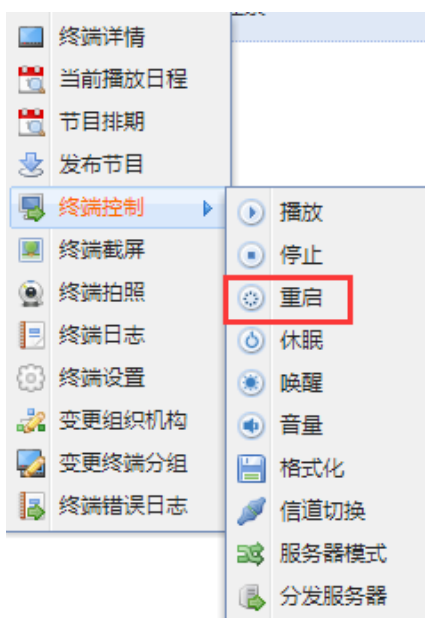 终端详情
当前播放日程
节目排期
发布节目
终端控制
终端截屏
终端拍照
终端日志
终端设置
变更组织机构
变更终端分组
终端错误日志
播放
停止
重启
休眠
唤醒
音量
格式化
信道切换
服务器模式
分发服务器